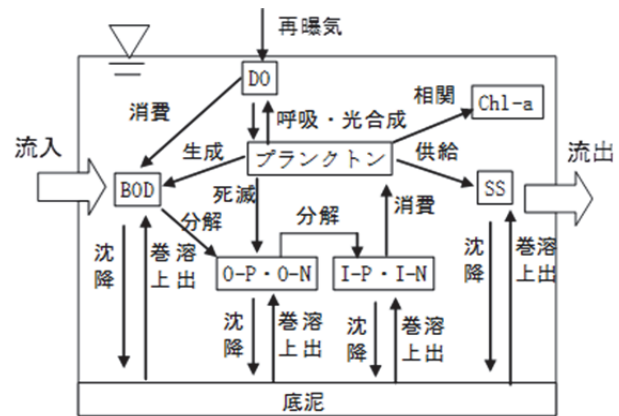 再曝気
DO
消費
呼吸・光合成
相関
Chl-a
流入
生成
プランクトン
供給
流出
BOD
死滅
SS
分解
分解
消費
O-P・O-N
I-P・I-N
沈降
巻上
溶出
沈降
巻上
溶出
沈降
巻上
溶出
沈降
巻上
溶出
底泥